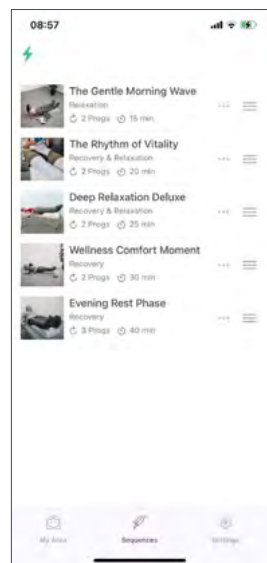 08:57
The Gentle Morning Wave
Relaxation
2 Progs 15 min
The Rhythm of Vitality
Recovery & Relaxation
2 Progs 20 min
Deep Relaxation Deluxe
Recovery & Relaxation
2 Progs 25 min
Wellness Comfort Moment
Recovery
2 Progs 30 min
Evening Rest Phase
Recovery
3 Progs 40 min
My Area Sequences Settings